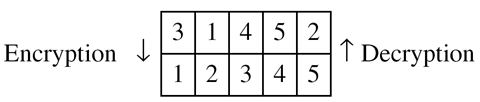 3 1 4 5 2
Encryption ↓ ↑ Decryption
1 2 3 4 5